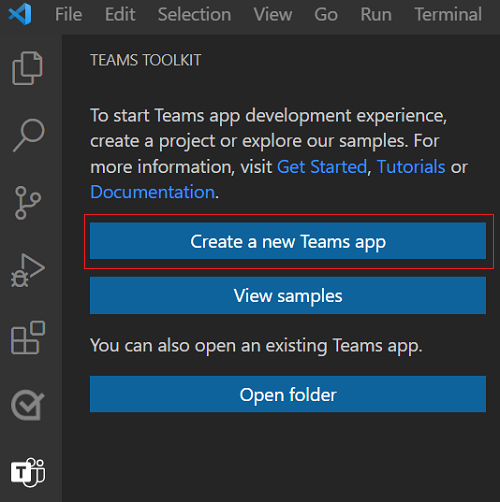 File Edit Selection View Go Run Terminal
TEAMS TOOLKIT
To start Teams app development experience,
create a project or explore our samples. For
more information, visit Get Started, Tutorials or
Documentation.
Create a new Teams app
View samples
You can also open an existing Teams app.
Open folder
T